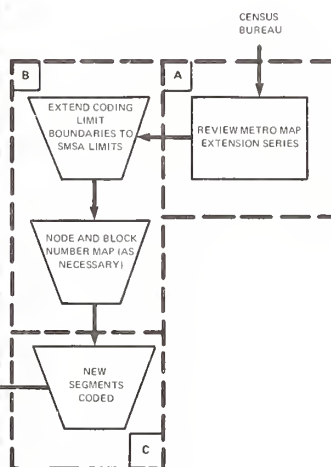 CENSUS
BUREAU
B
A
EXTEND CODING
LIMIT
BOUNDARIES TO
SMSA LIMITS
REVIEW METRO MAP
EXTENSION SERIES
NODE AND BLOCK
NUMBER MAP (AS
NECESSARY)
NEW
SEGMENTS
CODED
C